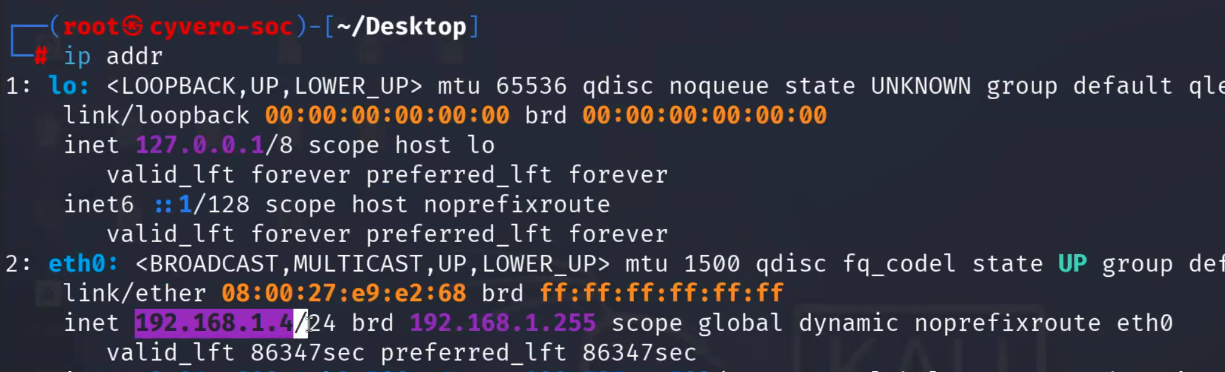 ┌──(root㉿cyvero-soc)-[~/Desktop]
└─# ip addr
1: lo: <LOOPBACK,UP,LOWER_UP> mtu 65536 qdisc noqueue state UNKNOWN group default qle
link/loopback 00:00:00:00:00:00 brd 00:00:00:00:00:00
inet 127.0.0.1/8 scope host lo
valid_lft forever preferred_lft forever
inet6 ::1/128 scope host noprefixroute
valid_lft forever preferred_lft forever
2: eth0: <BROADCAST,MULTICAST,UP,LOWER_UP> mtu 1500 qdisc fq_codel state UP group def
link/ether 08:00:27:e9:e2:68 brd ff:ff:ff:ff:ff:ff
inet 192.168.1.4/24 brd 192.168.1.255 scope global dynamic noprefixroute eth0
valid_lft 86347sec preferred_lft 86347sec